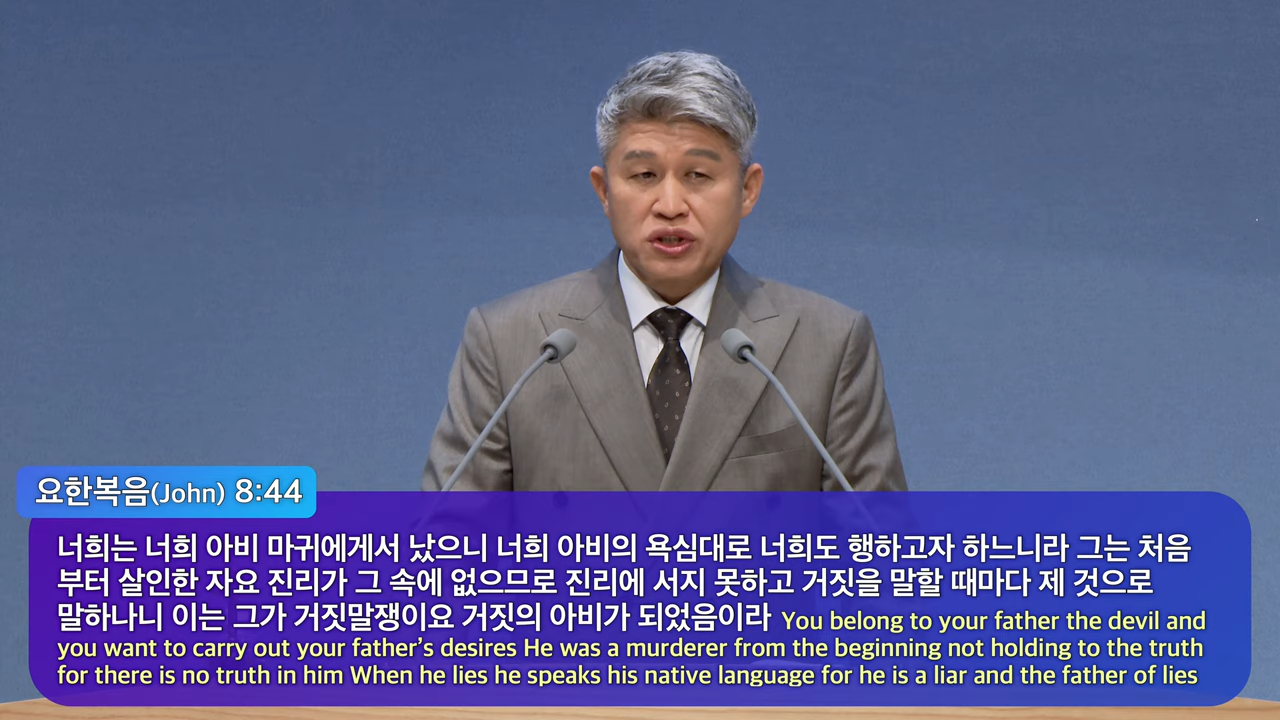 요한복음(John) 8:44
너희는 너희 아비 마귀에게서 났으니 너희 아비의 욕심대로 너희도 행하고자 하느니라 그는 처음
부터 살인한 자요 진리가 그 속에 없으므로 진리에 서지 못하고 거짓을 말할 때마다 제 것으로
말하나니 이는 그가 거짓말쟁이요 거짓의 아비가 되었음이라 You belong to your father the devil and
you want to carry out your father’s desires He was a murderer from the beginning not holding to the truth
for there is no truth in him When he lies he speaks his native language for he is a liar and the father of lies